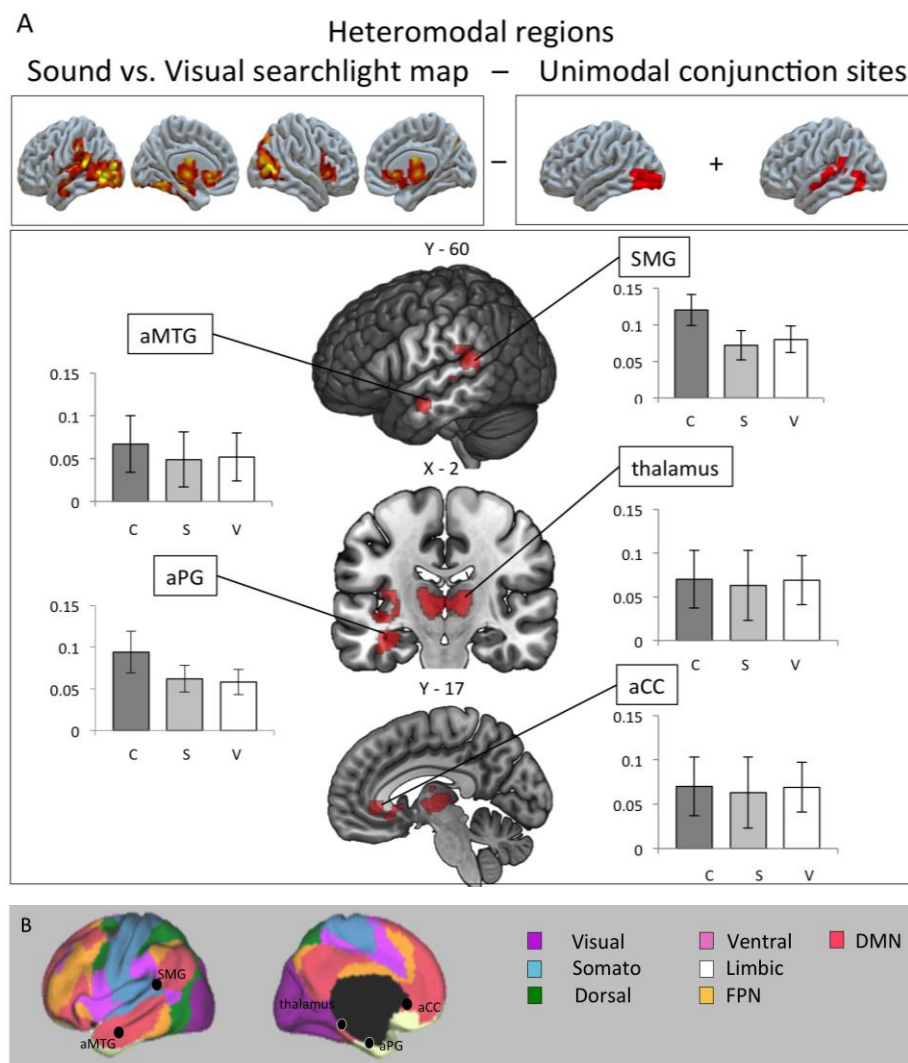 A
Heteromodal regions
Sound vs. Visual searchlight map – Unimodal conjunction sites
– +
Y - 60
SMG
0.15
0.1
0.05
0
C S V
aMTG
0.15
0.1
0.05
0
C S V
X - 2
thalamus
0.15
0.1
0.05
0
C S V
aPG
0.15
0.1
0.05
0
C S V
Y - 17
aCC
0.15
0.1
0.05
0
C S V
B
SMG
aMTG
thalamus
aCC
aPG
Visual Ventral DMN
Somato Limbic
Dorsal FPN